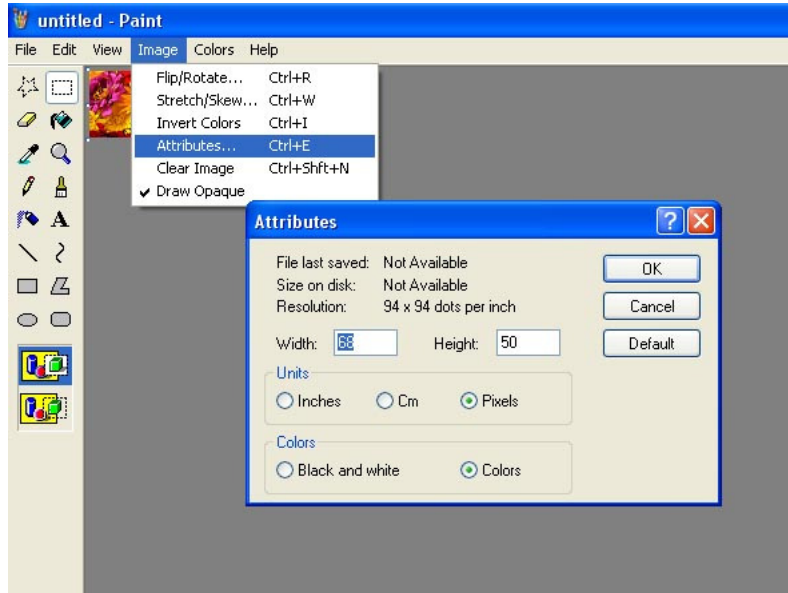 untitled - Paint
File Edit View Image Colors Help
Flip/Rotate... Ctrl+R
Stretch/Skew... Ctrl+W
Invert Colors Ctrl+I
Attributes... Ctrl+E
Clear Image Ctrl+Shft+N
Draw Opaque
A
Attributes
File last saved: Not Available
Size on disk: Not Available
Resolution: 94 x 94 dots per inch
Width: 68 Height: 50
Units
Inches Cm Pixels
Colors
Black and white Colors
OK
Cancel
Default